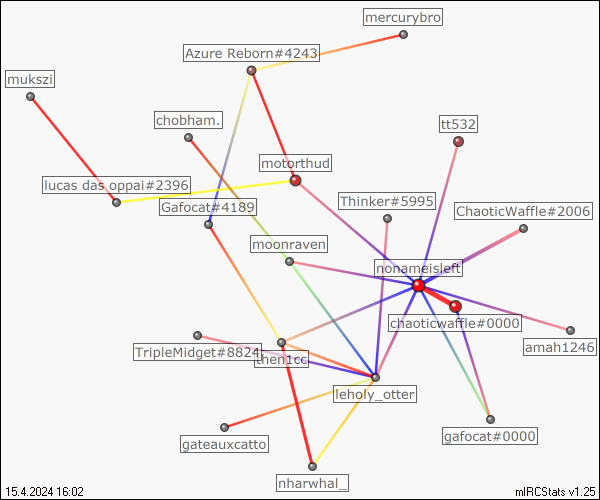 mercurybro
Azure Reborn#4243
mukszi
chobham.
tt532
motorthud
lucas das oppai#2396
Thinker#5995
Gafocat#4189
ChaoticWaffle#2006
moonraven
nonameisleft
chaoticwaffle#0000
TripleMidget#8824
then1cc
amah1246
leholy_otter
gateauxcatto
gafocat#0000
nharwhal_
15.4.2024 16:02
mIRCStats v1.25